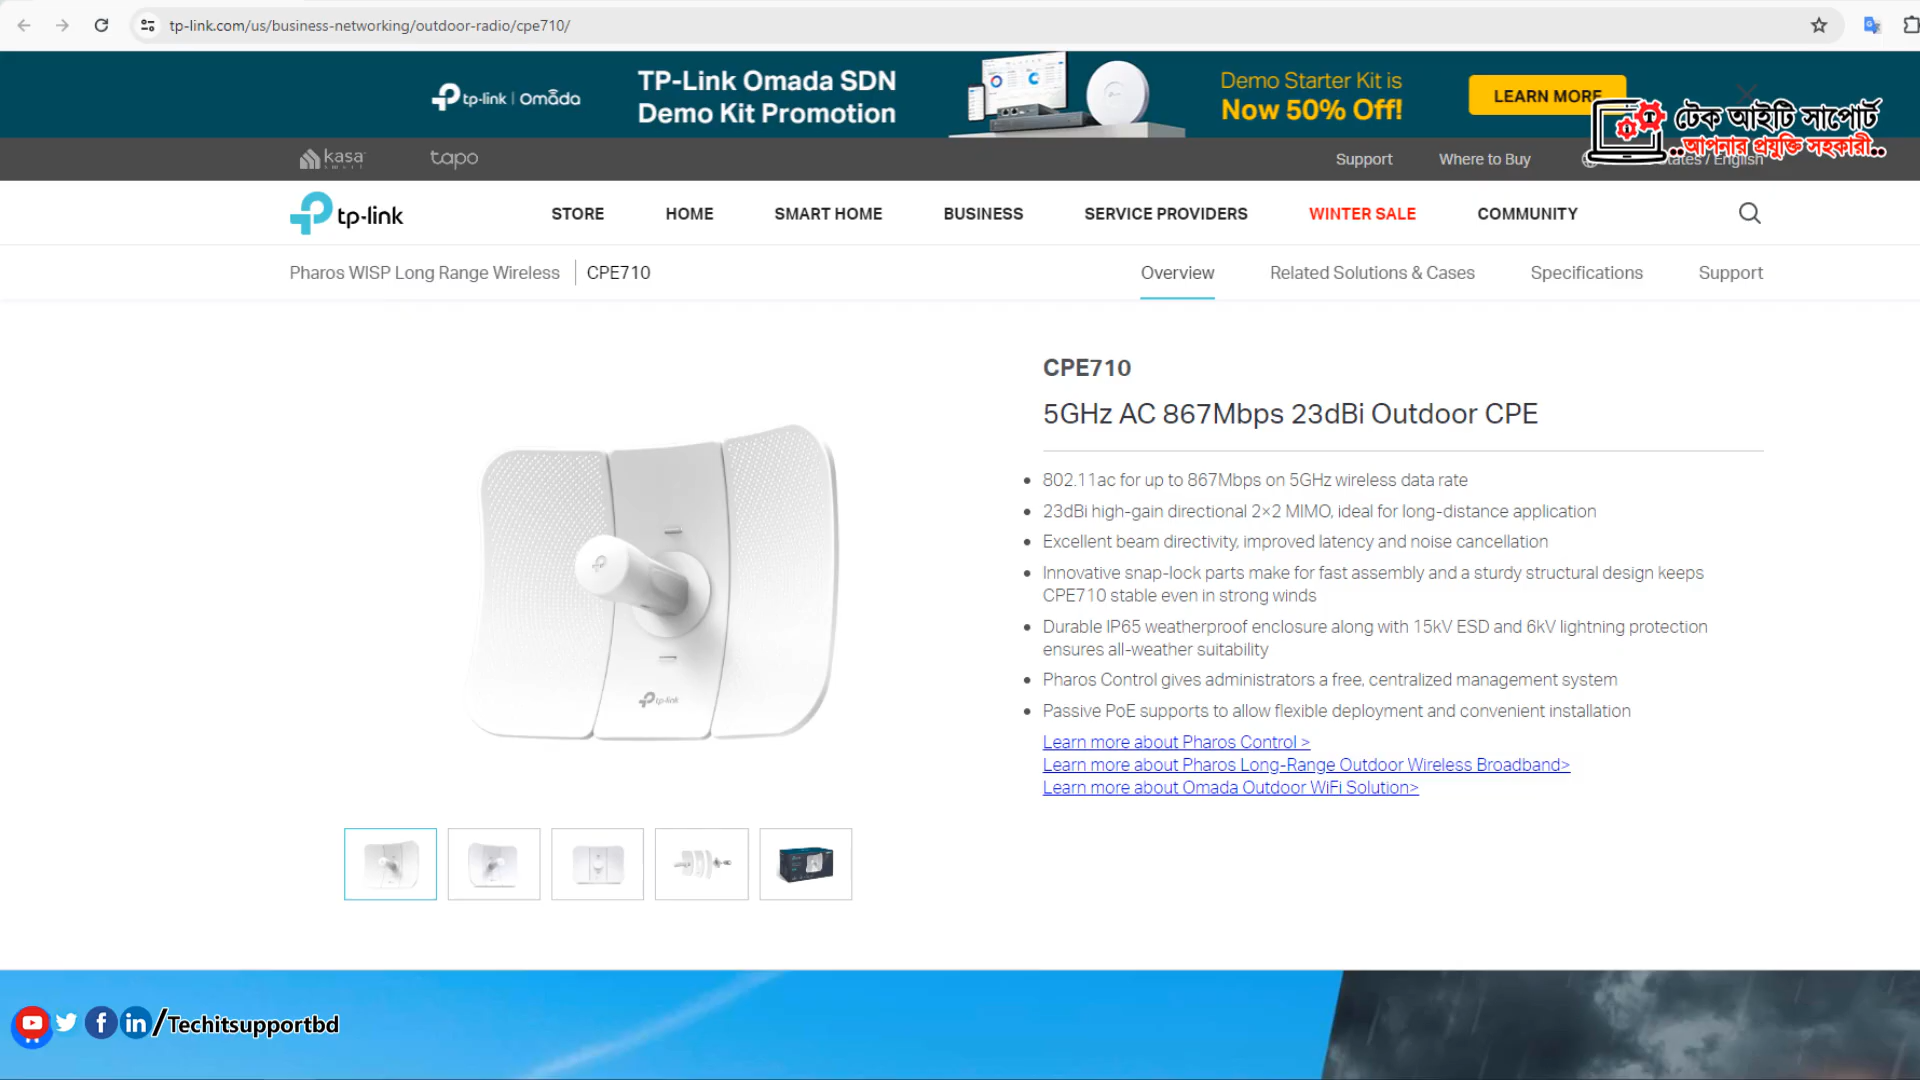 tp-link.com/us/business-networking/outdoor-radio/cpe710/
tp-link | Omada
TP-Link Omada SDN
Demo Kit Promotion
Demo Starter Kit is
Now 50% Off!
LEARN MORE
টেক আইটি সাপোর্ট
..আপনার প্রযুক্তি সহকারী..
kasa
smart
tapo
Support
Where to Buy
States / English
tp-link
STORE
HOME
SMART HOME
BUSINESS
SERVICE PROVIDERS
WINTER SALE
COMMUNITY
Pharos WISP Long Range Wireless
CPE710
Overview
Related Solutions & Cases
Specifications
Support
CPE710
5GHz AC 867Mbps 23dBi Outdoor CPE
802.11ac for up to 867Mbps on 5GHz wireless data rate
23dBi high-gain directional 2×2 MIMO, ideal for long-distance application
Excellent beam directivity, improved latency and noise cancellation
Innovative snap-lock parts make for fast assembly and a sturdy structural design keeps
CPE710 stable even in strong winds
Durable IP65 weatherproof enclosure along with 15kV ESD and 6kV lightning protection
ensures all-weather suitability
Pharos Control gives administrators a free, centralized management system
Passive PoE supports to allow flexible deployment and convenient installation
Learn more about Pharos Control >
Learn more about Pharos Long-Range Outdoor Wireless Broadband>
Learn more about Omada Outdoor WiFi Solution>
tp-link
/Techitsupportbd